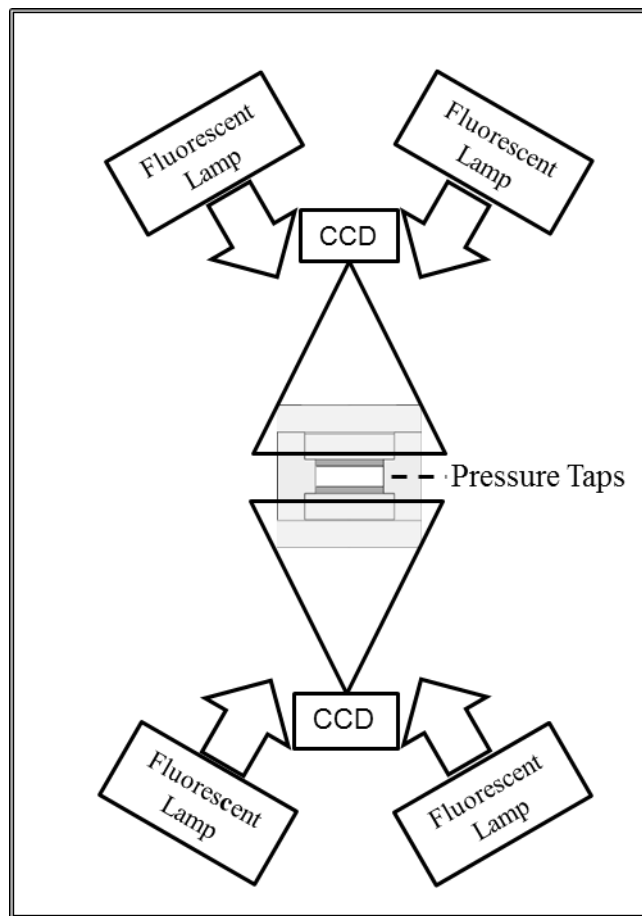 Fluorescent
Lamp
Fluorescent
Lamp
CCD
Pressure Taps
CCD
Fluorescent
Lamp
Fluorescent
Lamp